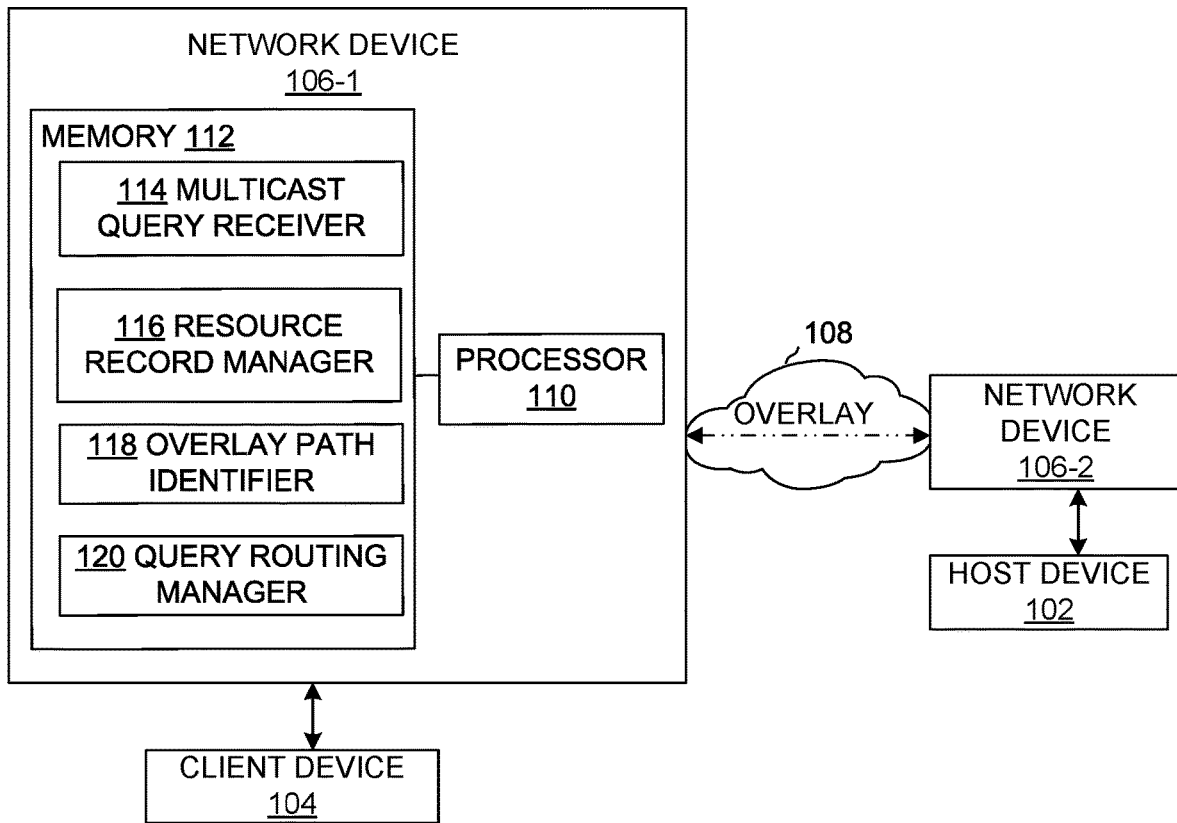 NETWORK DEVICE
106-1
MEMORY 112
114 MULTICAST
QUERY RECEIVER
116 RESOURCE
RECORD MANAGER
118 OVERLAY PATH
IDENTIFIER
120 QUERY ROUTING
MANAGER
PROCESSOR
110
108
OVERLAY
NETWORK
DEVICE
106-2
HOST DEVICE
102
CLIENT DEVICE
104